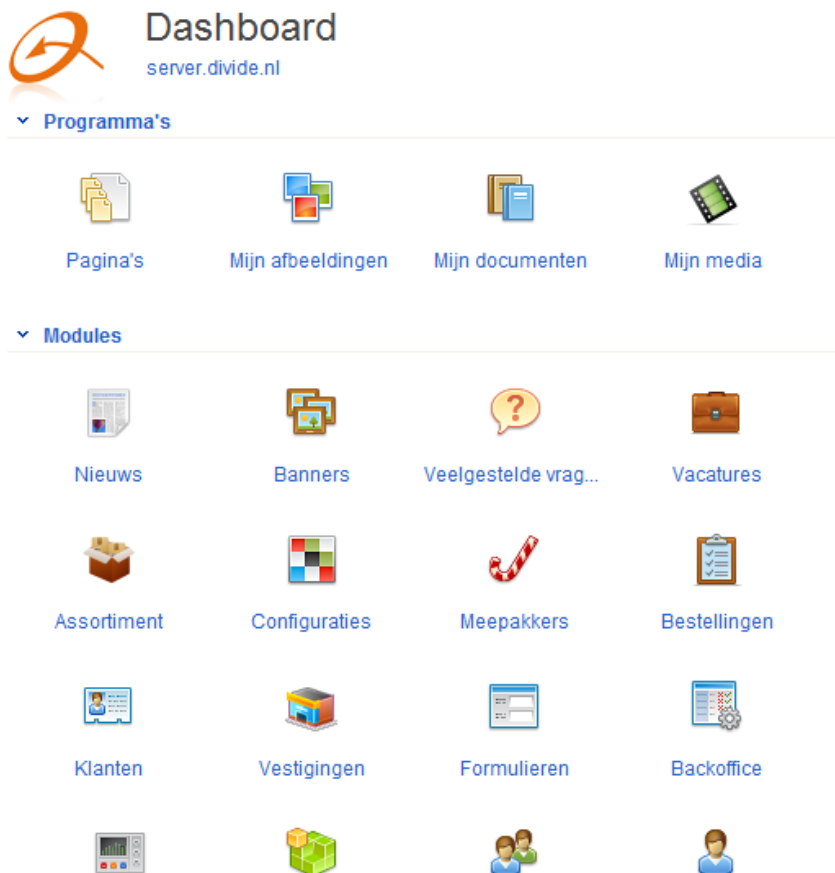 Dashboard
server.divide.nl
Programma's
Pagina's
Mijn afbeeldingen
Mijn documenten
Mijn media
Modules
Nieuws
Banners
Veelgestelde vrag...
Vacatures
Assortiment
Configuraties
Meepakkers
Bestellingen
Klanten
Vestigingen
Formulieren
Backoffice